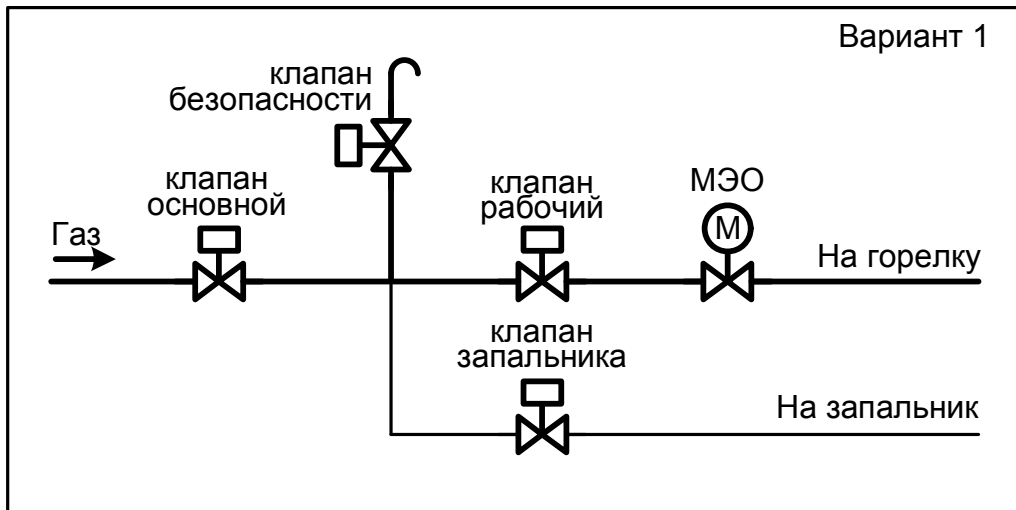 Вариант 1
клапан
безопасности
клапан
основной
клапан
рабочий
МЭО
М
Газ
На горелку
клапан
запальника
На запальник